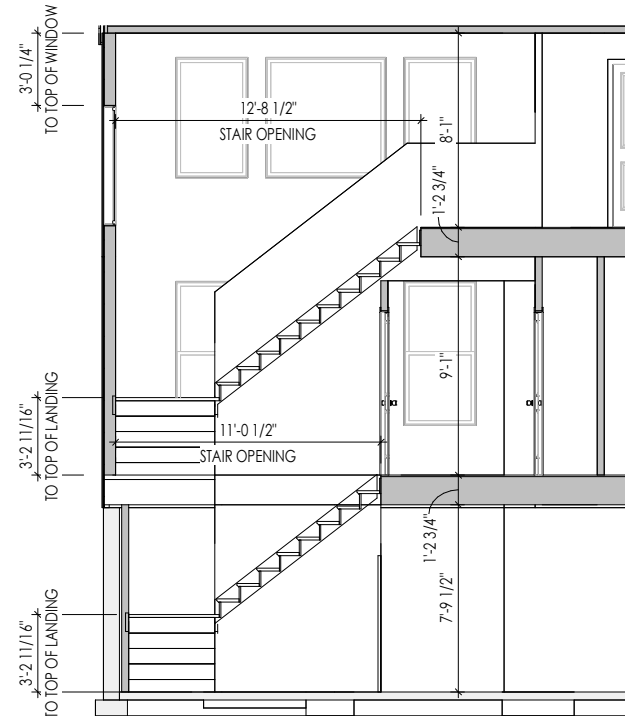 3'-0 1/4"
TO TOP OF WINDOW
12'-8 1/2"
STAIR OPENING
8'-1"
1'-2 3/4"
9'-1"
3'-2 11/16"
TO TOP OF LANDING
11'-0 1/2"
STAIR OPENING
1'-2 3/4"
7'-9 1/2"
3'-2 11/16"
TO TOP OF LANDING